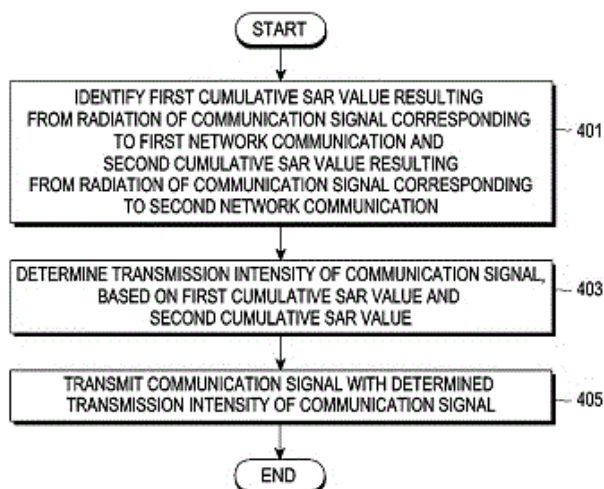 START
IDENTIFY FIRST CUMULATIVE SAR VALUE RESULTING
FROM RADIATION OF COMMUNICATION SIGNAL CORRESPONDING
TO FIRST NETWORK COMMUNICATION AND
SECOND CUMULATIVE SAR VALUE RESULTING
FROM RADIATION OF COMMUNICATION SIGNAL CORRESPONDING
TO SECOND NETWORK COMMUNICATION
401
DETERMINE TRANSMISSION INTENSITY OF COMMUNICATION SIGNAL,
BASED ON FIRST CUMULATIVE SAR VALUE AND
SECOND CUMULATIVE SAR VALUE
403
TRANSMIT COMMUNICATION SIGNAL WITH DETERMINED
TRANSMISSION INTENSITY OF COMMUNICATION SIGNAL
405
END